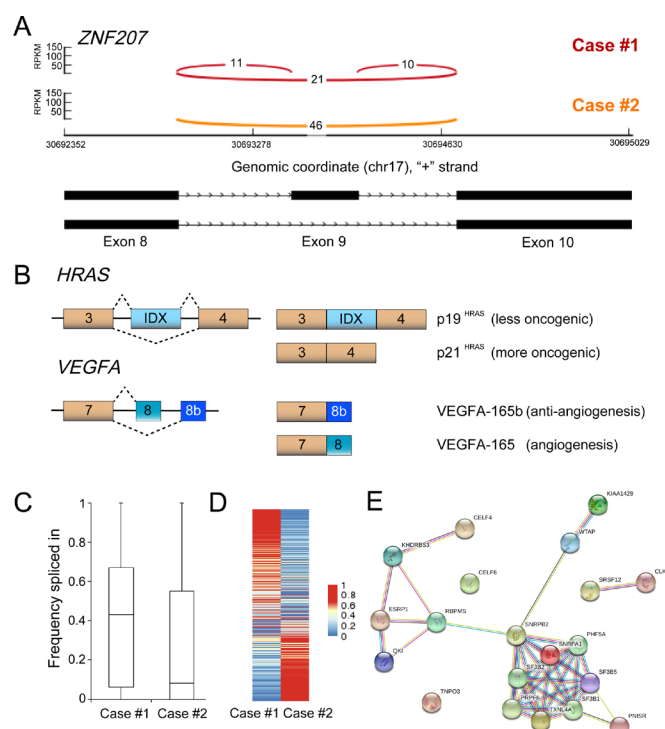 A
ZNF207
Case #1
RPKM
150
100
50
11
10
21
Case #2
RPKM
150
100
50
46
30692352
30693278
30694630
30695029
Genomic coordinate (chr17), “+” strand
Exon 8
Exon 9
Exon 10
B
HRAS
3
IDX
4
3
IDX
4
p19 HRAS (less oncogenic)
3
4
p21 HRAS (more oncogenic)
VEGFA
7
8
8b
7
8b
VEGFA-165b (anti-angiogenesis)
7
8
VEGFA-165 (angiogenesis)
C
Frequency spliced in
1
0.8
0.6
0.4
0.2
0
Case #1
Case #2
D
1
0.8
0.6
0.4
0.2
0
Case #1
Case #2
E
KIAA1429
CELF4
WTAP
KHDRBS3
CELF6
SRSF12
CLK
ESRP1
RBPMS
SNRPB2
PHF5A
SNRPA1
QKI
SF3B2
SF3B5
TNPO3
PRPF6
SF3B1
TXNL4A
PNISR